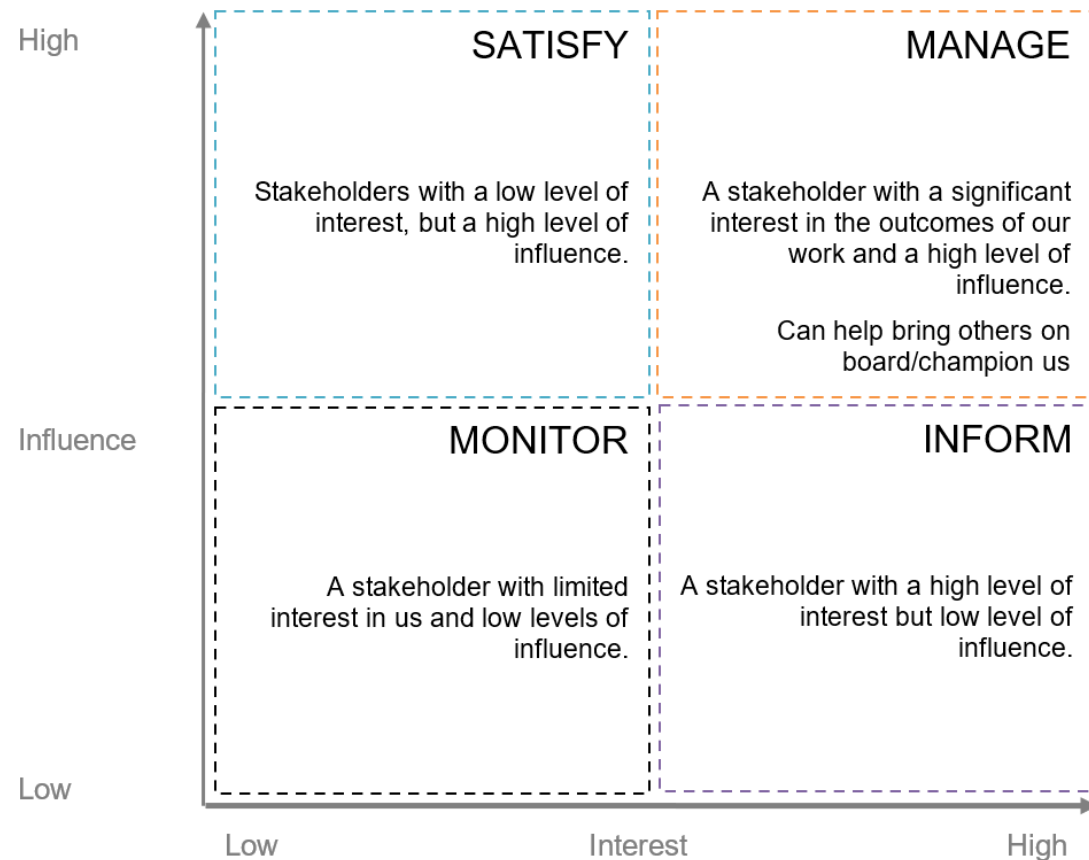 High
SATISFY
Stakeholders with a low level of
interest, but a high level of
influence.
MANAGE
A stakeholder with a significant
interest in the outcomes of our
work and a high level of
influence.
Can help bring others on
board/champion us
Influence
MONITOR
A stakeholder with limited
interest in us and low levels of
influence.
INFORM
A stakeholder with a high level of
interest but low level of
influence.
Low
Low
Interest
High